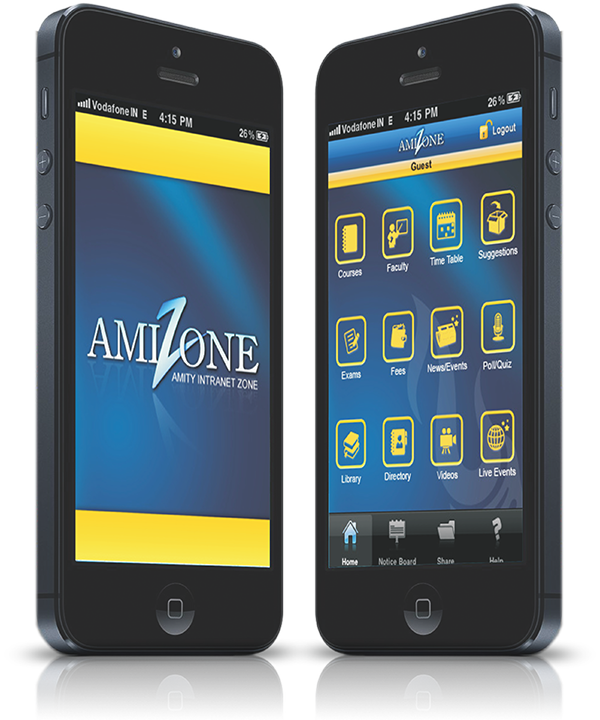 Vodafone IN E 4:15 PM 26%
AMIZONE
AMITY INTRANET ZONE
Vodafone IN E 4:15 PM 26%
AMIZONE Logout
Guest
Courses Faculty Time Table Suggestions
Exams Fees News/Events Poll/Quiz
Library Directory Videos Live Events
Home Notice Board Share Help